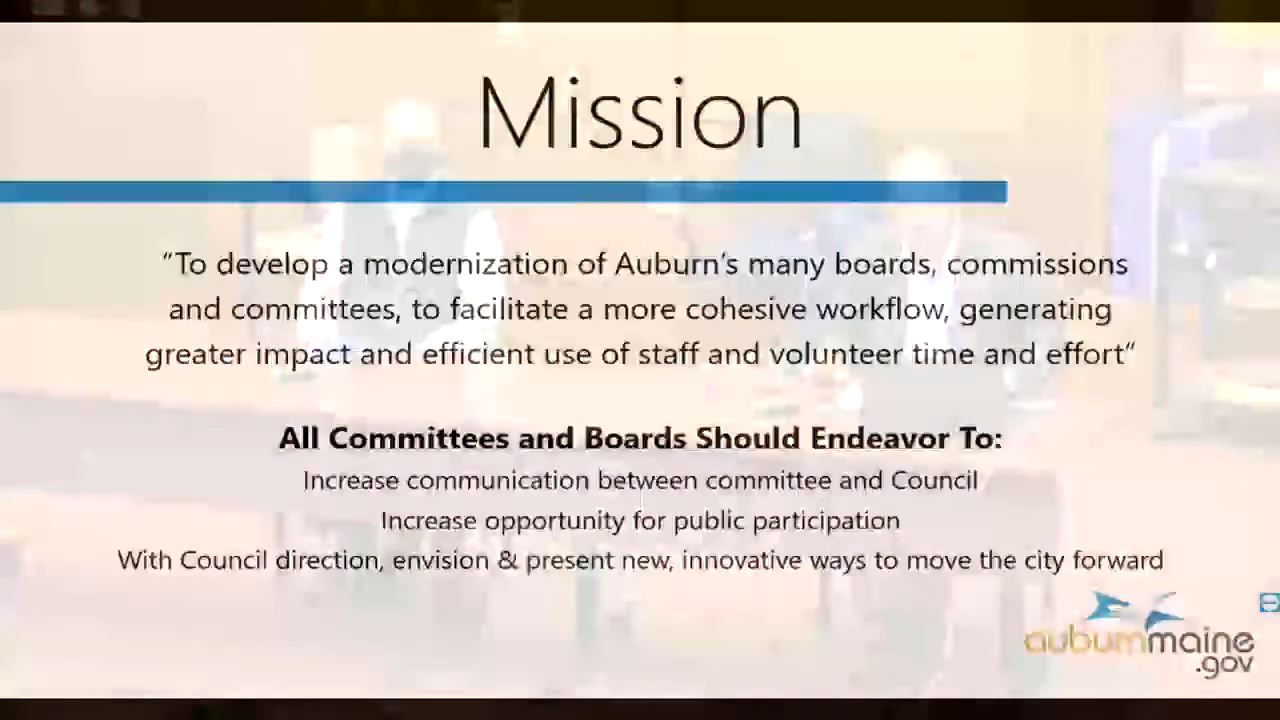 Mission
"To develop a modernization of Auburn's many boards, commissions
and committees, to facilitate a more cohesive workflow, generating
greater impact and efficient use of staff and volunteer time and effort"
All Committees and Boards Should Endeavor To:
Increase communication between committee and Council
Increase opportunity for public participation
With Council direction, envision & present new, innovative ways to move the city forward
auburnmaine
.gov